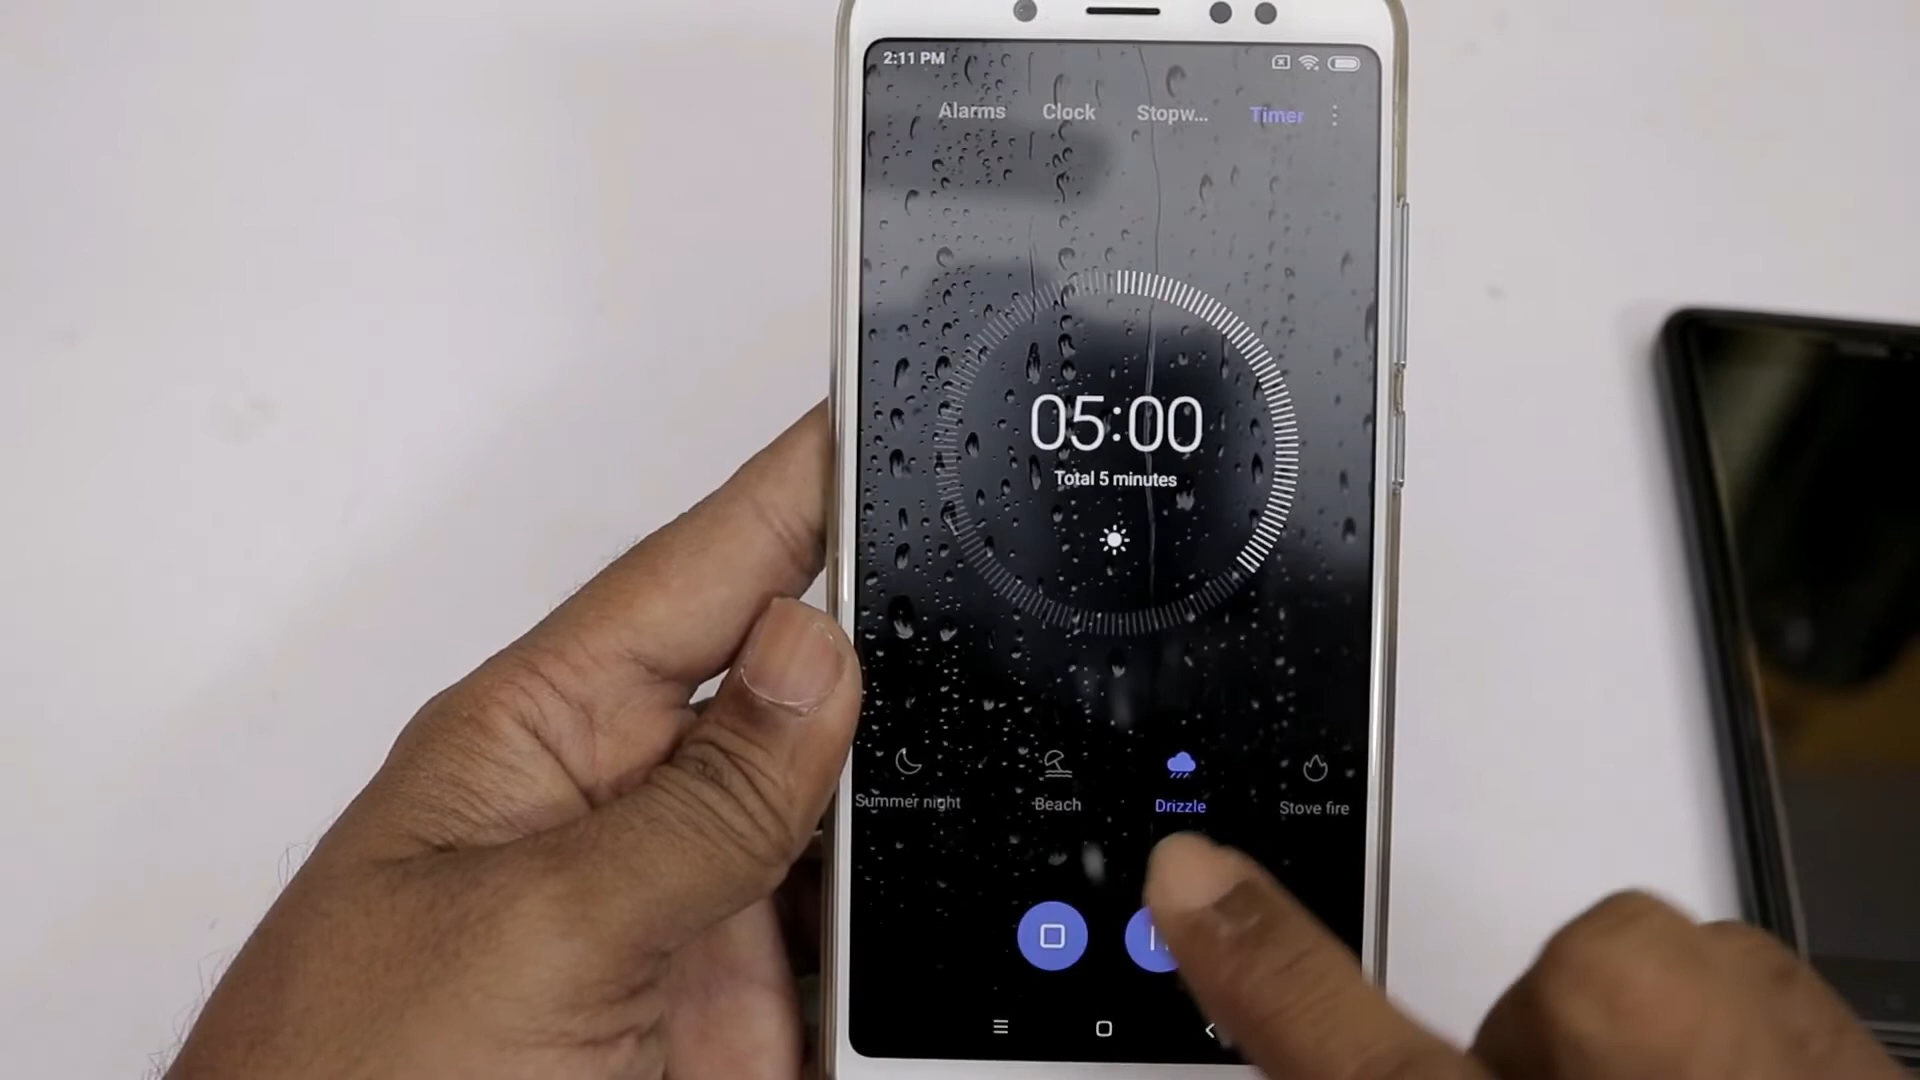 2:11 PM
Alarms Clock Stopw... Timer
05:00
Total 5 minutes
Summer night Beach Drizzle Stove fire